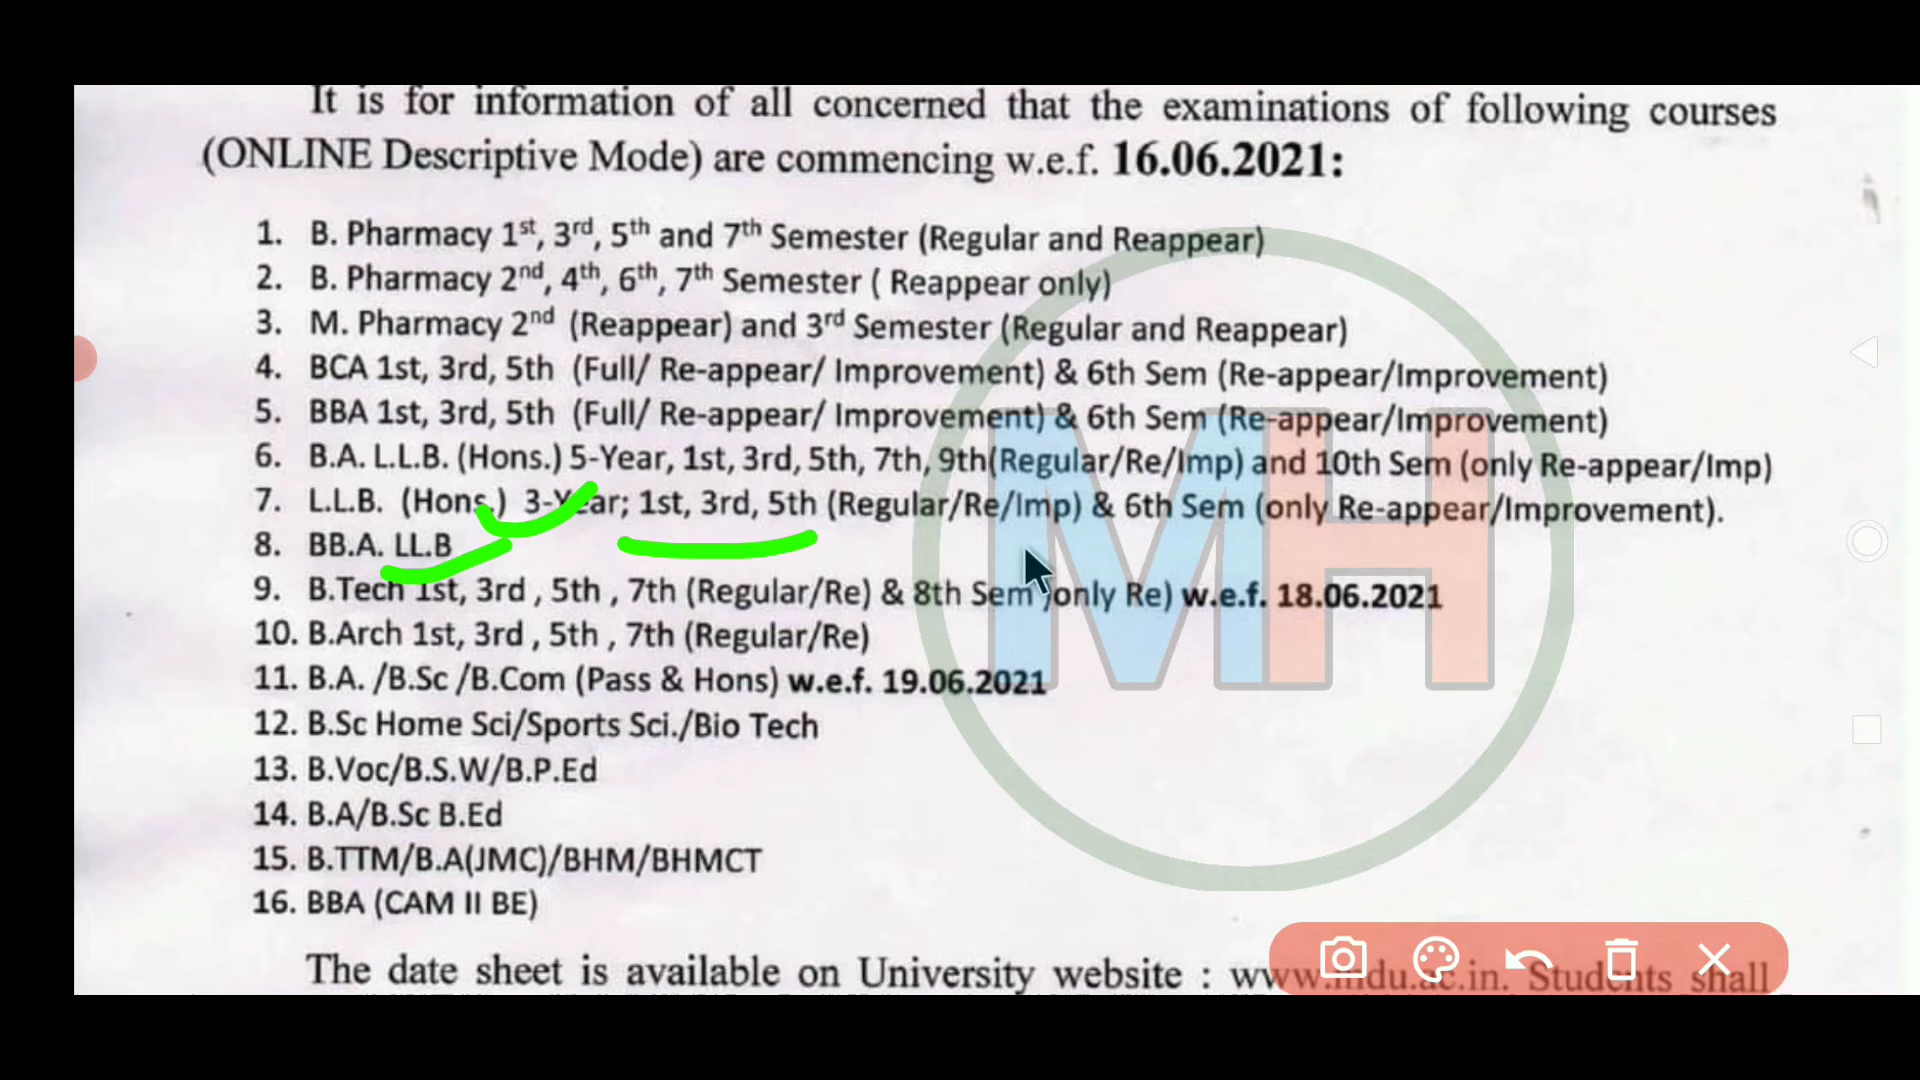 It is for information of all concerned that the examinations of following courses
(ONLINE Descriptive Mode) are commencing w.e.f. 16.06.2021:
1. B. Pharmacy 1st, 3rd, 5th and 7th Semester (Regular and Reappear)
2. B. Pharmacy 2nd, 4th, 6th, 7th Semester ( Reappear only)
3. M. Pharmacy 2nd (Reappear) and 3rd Semester (Regular and Reappear)
4. BCA 1st, 3rd, 5th (Full/ Re-appear/ Improvement) & 6th Sem (Re-appear/Improvement)
5. BBA 1st, 3rd, 5th (Full/ Re-appear/ Improvement) & 6th Sem (Re-appear/Improvement)
6. B.A. L.L.B. (Hons.) 5-Year, 1st, 3rd, 5th, 7th, 9th(Regular/Re/Imp) and 10th Sem (only Re-appear/Imp)
7. L.L.B. (Hons.) 3-Year; 1st, 3rd, 5th (Regular/Re/Imp) & 6th Sem (only Re-appear/Improvement).
8. BB.A. LL.B
9. B.Tech 1st, 3rd , 5th , 7th (Regular/Re) & 8th Sem (only Re) w.e.f. 18.06.2021
10. B.Arch 1st, 3rd , 5th , 7th (Regular/Re)
11. B.A. /B.Sc /B.Com (Pass & Hons) w.e.f. 19.06.2021
12. B.Sc Home Sci/Sports Sci./Bio Tech
13. B.Voc/B.S.W/B.P.Ed
14. B.A/B.Sc B.Ed
15. B.TTM/B.A(JMC)/BHM/BHMCT
16. BBA (CAM II BE)
The date sheet is available on University website : www.mdu.ac.in. Students shall
MH